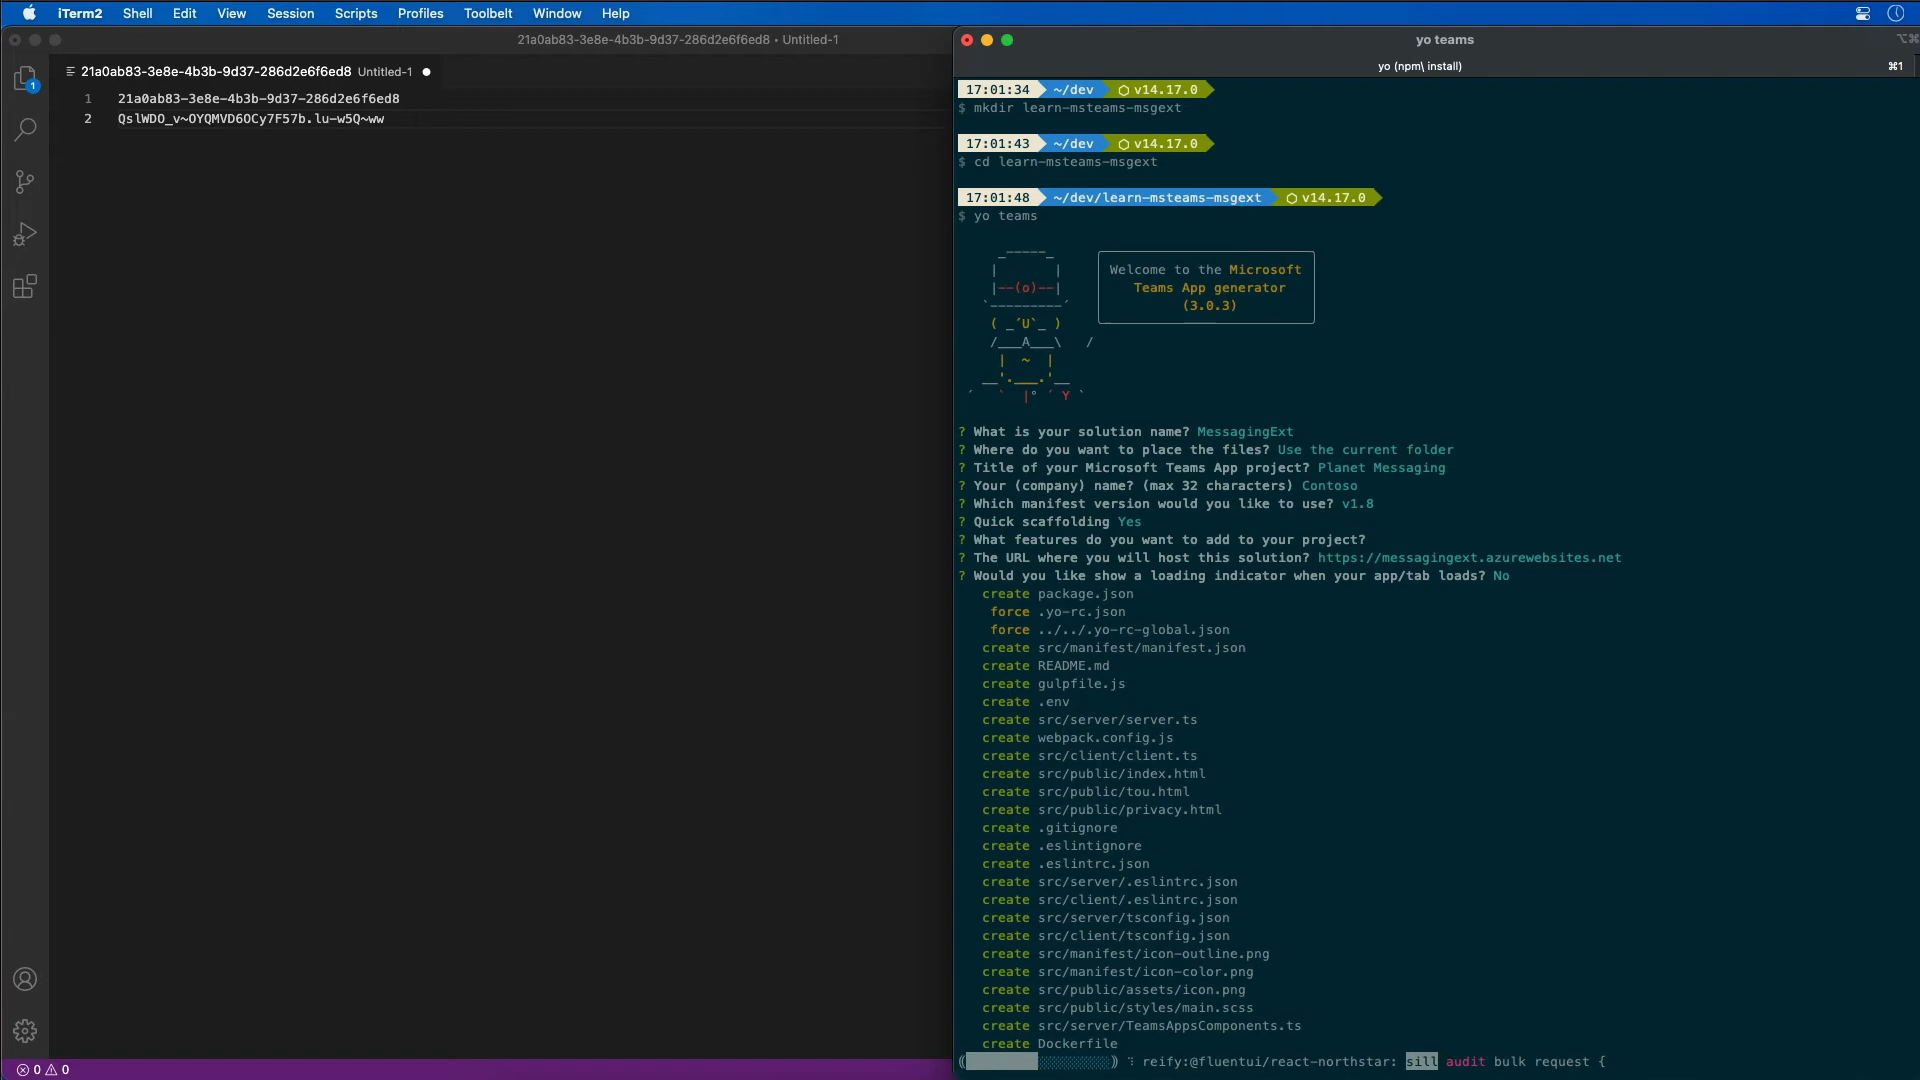 iTerm2 Shell Edit View Session Scripts Profiles Toolbelt Window Help
21a0ab83-3e8e-4b3b-9d37-286d2e6f6ed8 • Untitled-1
21a0ab83-3e8e-4b3b-9d37-286d2e6f6ed8 Untitled-1 ●
1 21a0ab83-3e8e-4b3b-9d37-286d2e6f6ed8
2 QslWDO_v~OYQMVD6OCy7F57b.lu-w5Q~ww
1
ⓧ 0 ⚠ 0
yo teams ⌥⌘
yo (npm\ install) ⌘1
17:01:34 ~/dev ⬡ v14.17.0
$ mkdir learn-msteams-msgext
17:01:43 ~/dev ⬡ v14.17.0
$ cd learn-msteams-msgext
17:01:48 ~/dev/learn-msteams-msgext ⬡ v14.17.0
$ yo teams
Welcome to the Microsoft
Teams App generator
(3.0.3)
? What is your solution name? MessagingExt
? Where do you want to place the files? Use the current folder
? Title of your Microsoft Teams App project? Planet Messaging
? Your (company) name? (max 32 characters) Contoso
? Which manifest version would you like to use? v1.8
? Quick scaffolding Yes
? What features do you want to add to your project?
? The URL where you will host this solution? https://messagingext.azurewebsites.net
? Would you like show a loading indicator when your app/tab loads? No
create package.json
force .yo-rc.json
force ../../.yo-rc-global.json
create src/manifest/manifest.json
create README.md
create gulpfile.js
create .env
create src/server/server.ts
create webpack.config.js
create src/client/client.ts
create src/public/index.html
create src/public/tou.html
create src/public/privacy.html
create .gitignore
create .eslintignore
create .eslintrc.json
create src/server/.eslintrc.json
create src/client/.eslintrc.json
create src/server/tsconfig.json
create src/client/tsconfig.json
create src/manifest/icon-outline.png
create src/manifest/icon-color.png
create src/public/assets/icon.png
create src/public/styles/main.scss
create src/server/TeamsAppsComponents.ts
create Dockerfile
reify:@fluentui/react-northstar: sill audit bulk request {